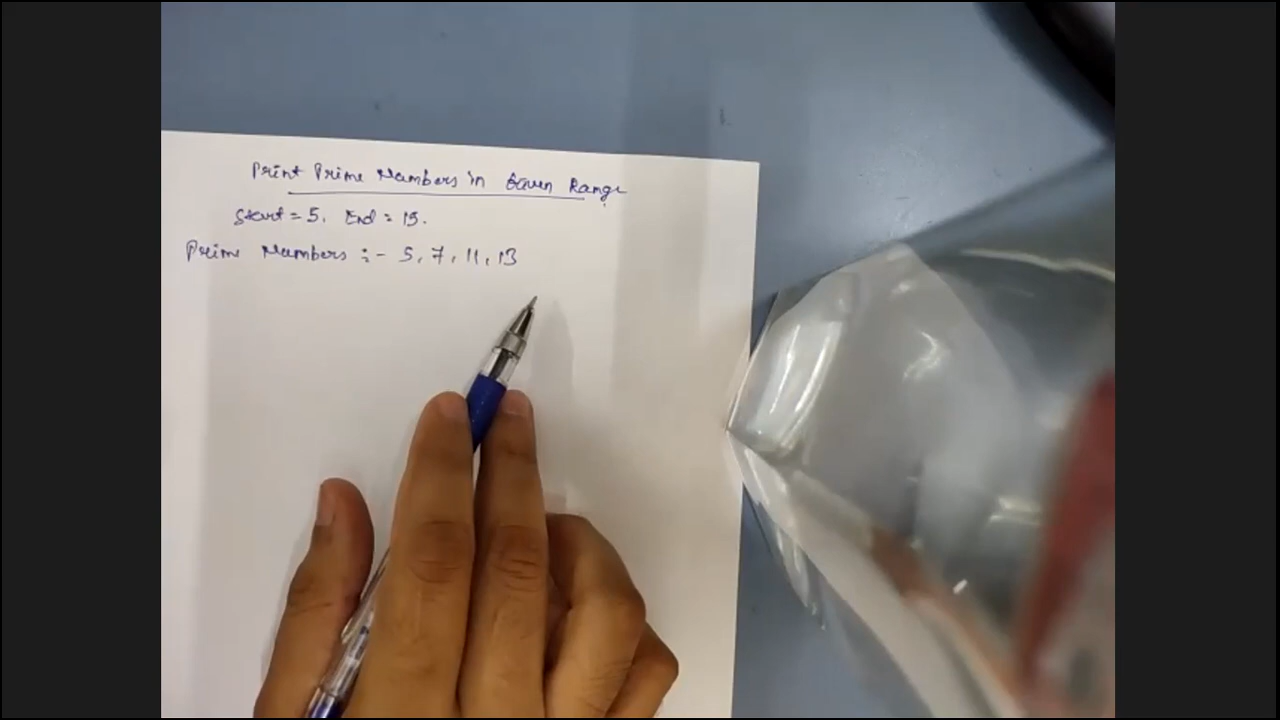 Print Prime Numbers in Given Range
Start = 5, End = 15.
Prime Numbers :- 5, 7, 11, 13